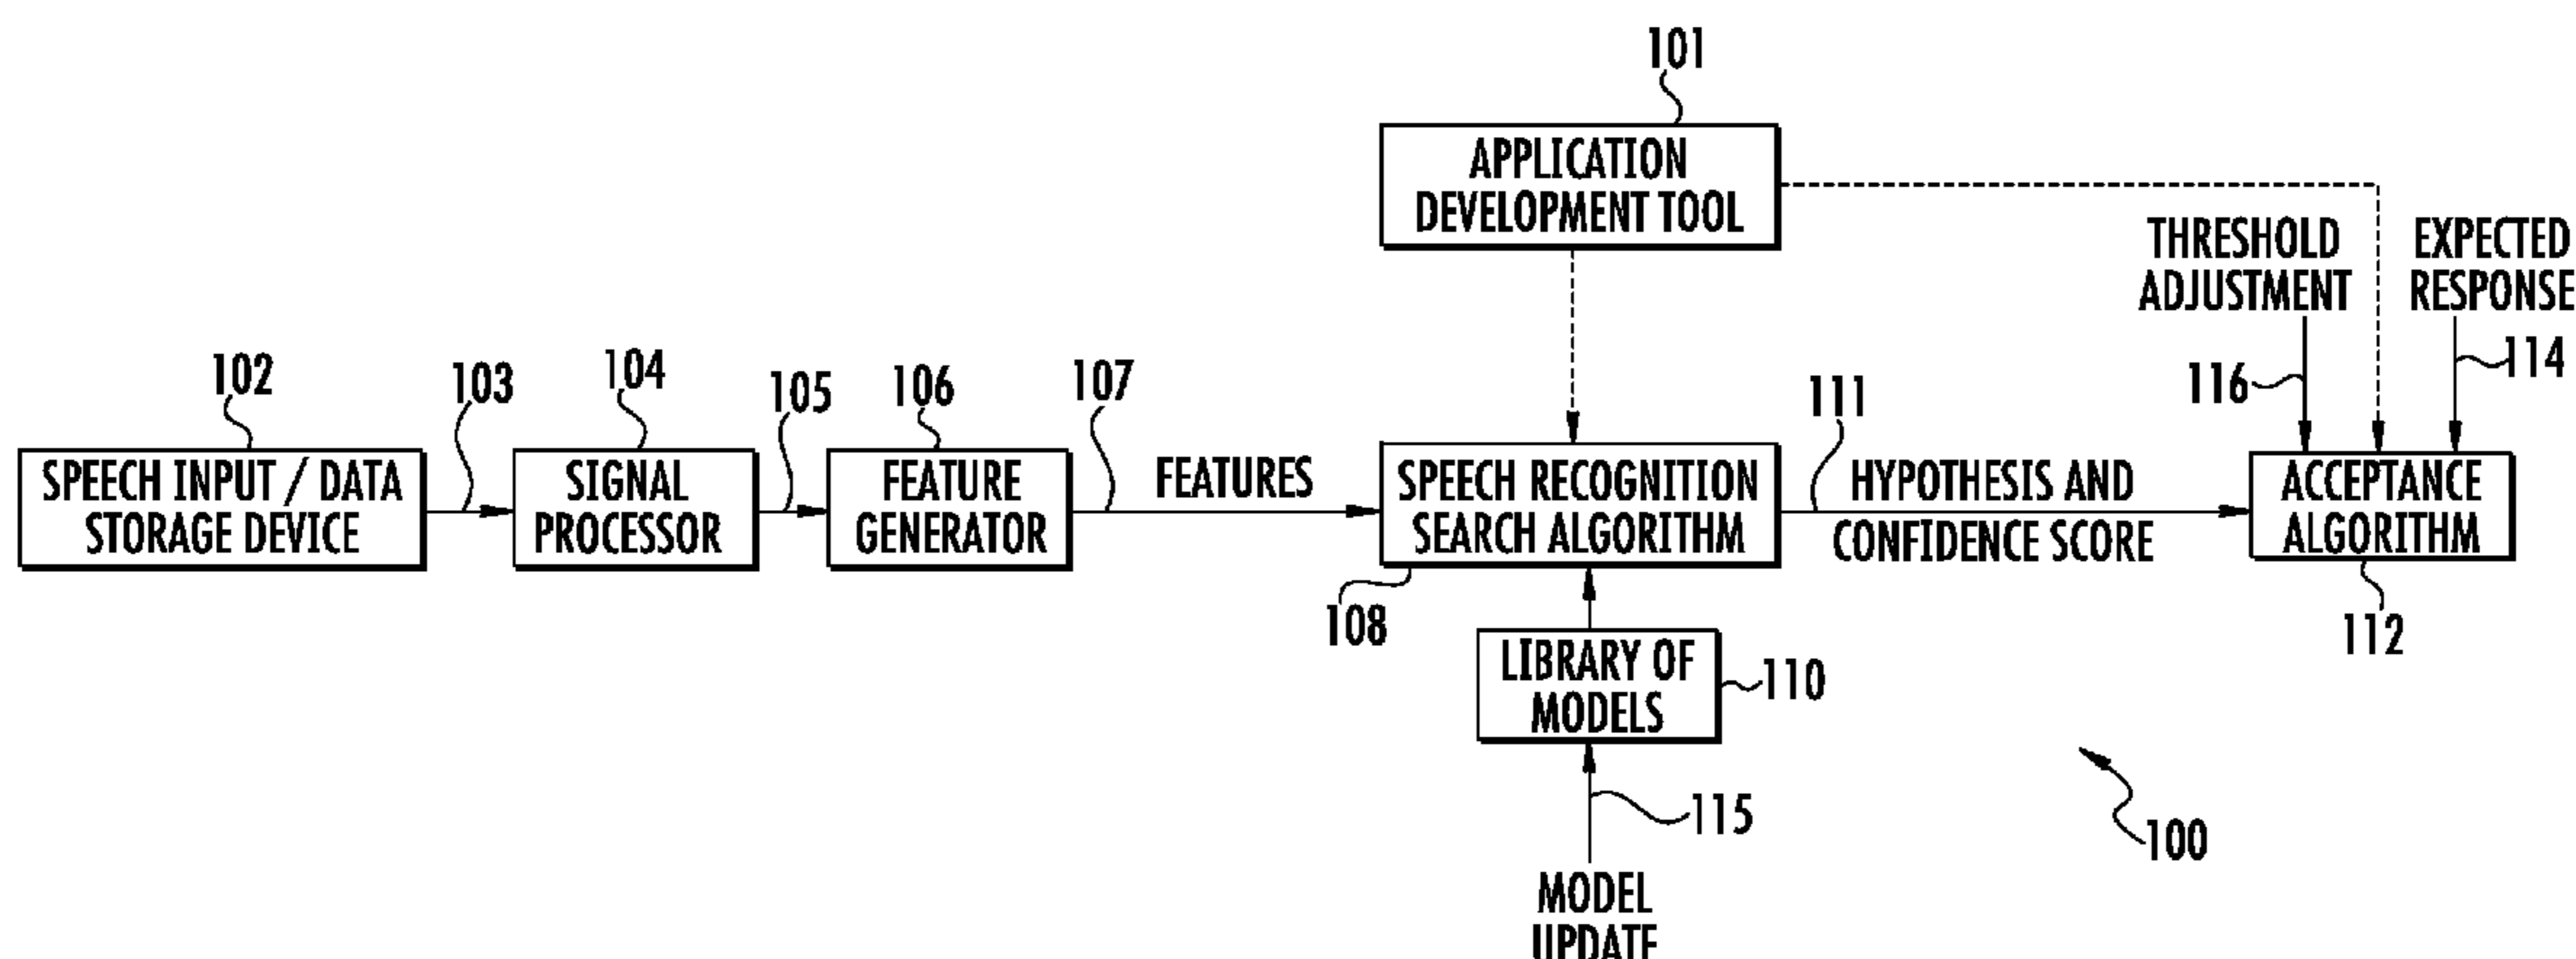 101
APPLICATION
DEVELOPMENT TOOL
THRESHOLD
ADJUSTMENT
EXPECTED
RESPONSE
116
114
102
103
104
105
106
107
111
SPEECH INPUT / DATA
STORAGE DEVICE
SIGNAL
PROCESSOR
FEATURE
GENERATOR
FEATURES
SPEECH RECOGNITION
SEARCH ALGORITHM
HYPOTHESIS AND
CONFIDENCE SCORE
ACCEPTANCE
ALGORITHM
108
112
LIBRARY OF
MODELS
110
115
100
MODEL
UPDATE